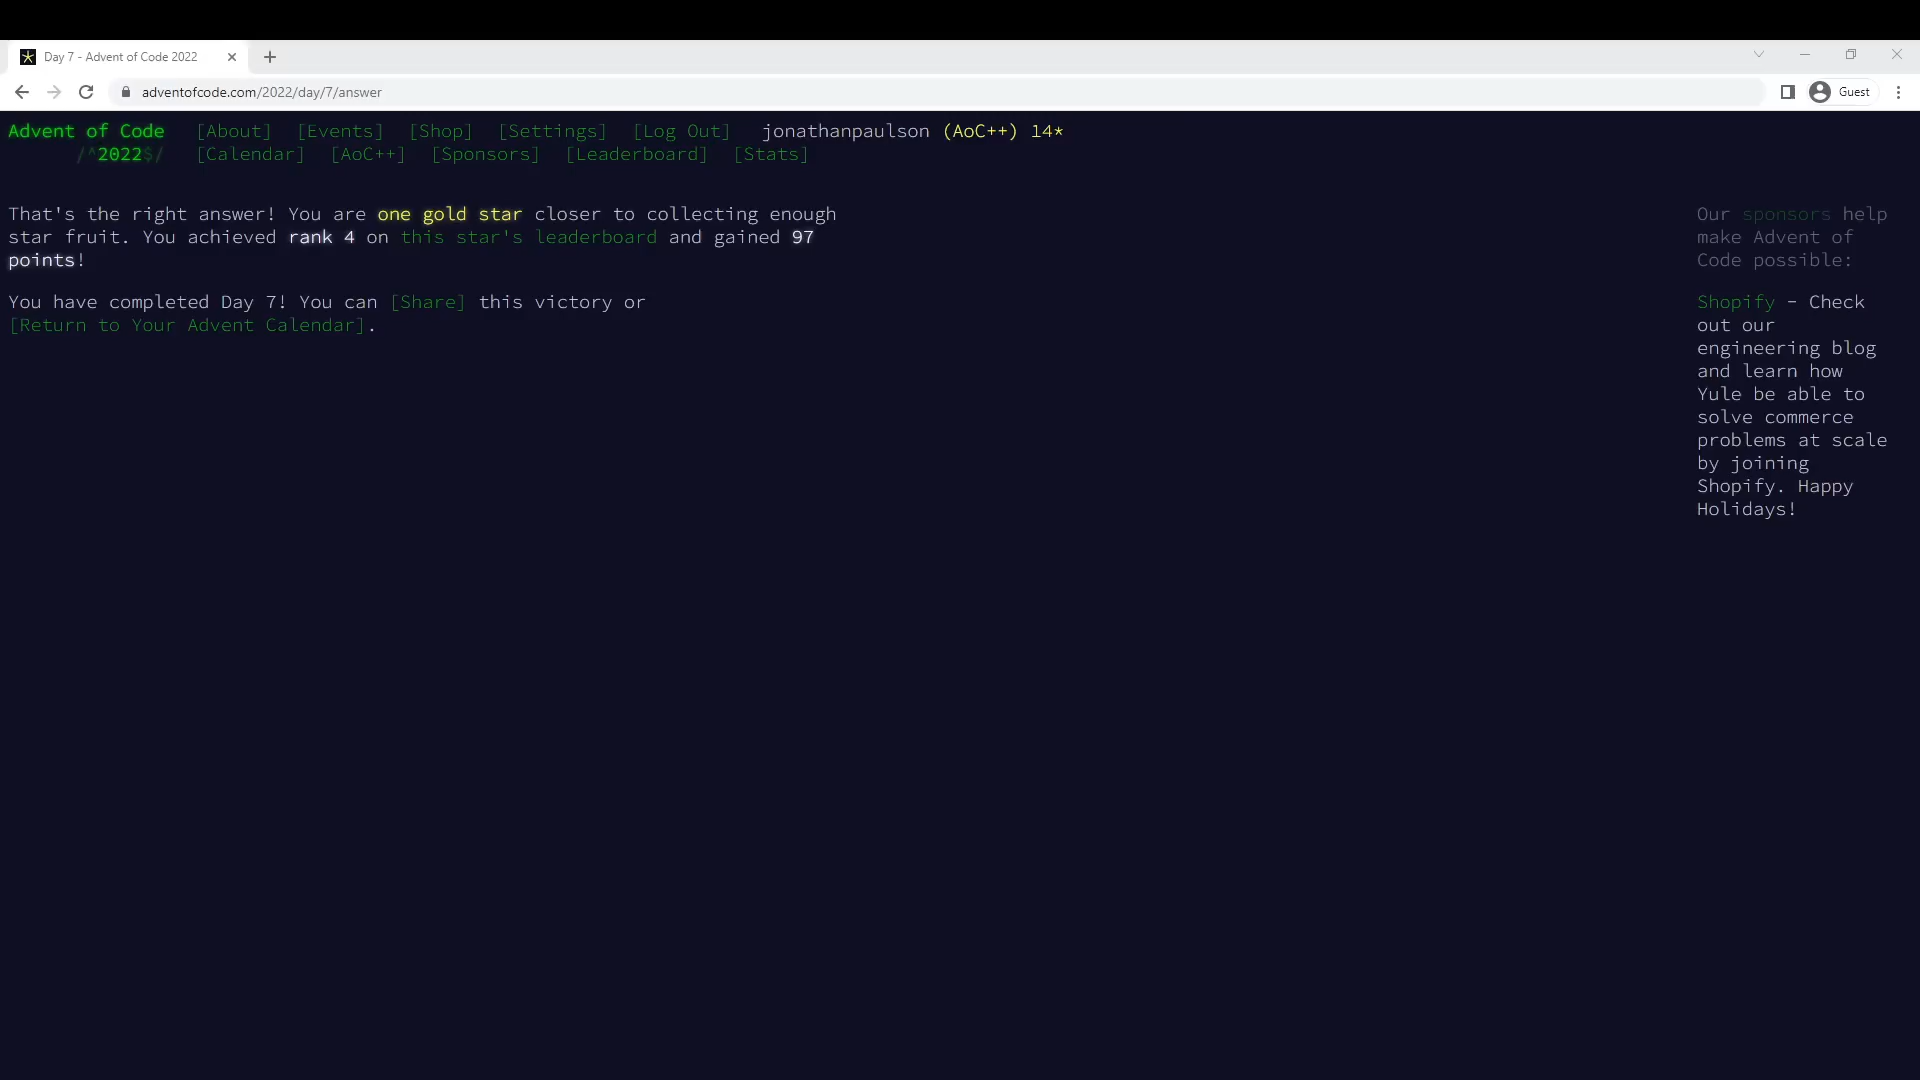 Day 7 - Advent of Code 2022
adventofcode.com/2022/day/7/answer
Guest
Advent of Code [About] [Events] [Shop] [Settings] [Log Out] jonathanpaulson (AoC++) 14*
/^2022$/ [Calendar] [AoC++] [Sponsors] [Leaderboard] [Stats]
That's the right answer! You are one gold star closer to collecting enough
star fruit. You achieved rank 4 on this star's leaderboard and gained 97
points!
You have completed Day 7! You can [Share] this victory or
[Return to Your Advent Calendar].
Our sponsors help
make Advent of
Code possible:
Shopify - Check
out our
engineering blog
and learn how
Yule be able to
solve commerce
problems at scale
by joining
Shopify. Happy
Holidays!